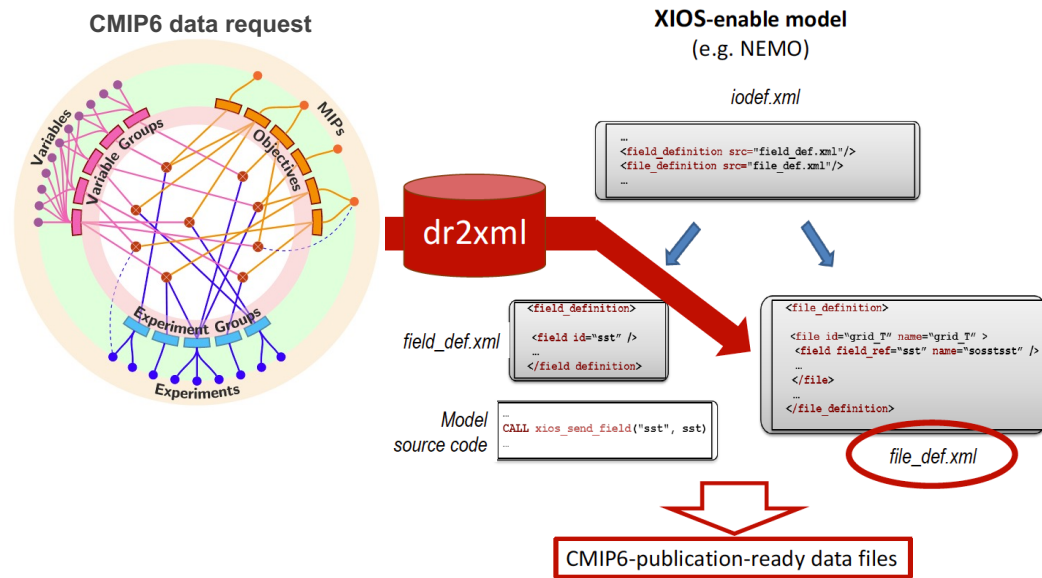 CMIP6 data request
Variables
Variable Groups
Objectives
MIPs
Experiment Groups
Experiments
dr2xml
XIOS-enable model
(e.g. NEMO)
iodef.xml
…
<field_definition src="field_def.xml"/>
<file_definition src="file_def.xml"/>
…
field_def.xml
<field_definition>
<field id="sst" />
…
</field definition>
Model
source code
…
CALL xios_send_field("sst", sst)
…
<file_definition>
<file id="grid_T" name="grid_T" >
<field field_ref="sst" name="sosstsst" />
…
</file>
…
</file_definition>
file_def.xml
CMIP6-publication-ready data files